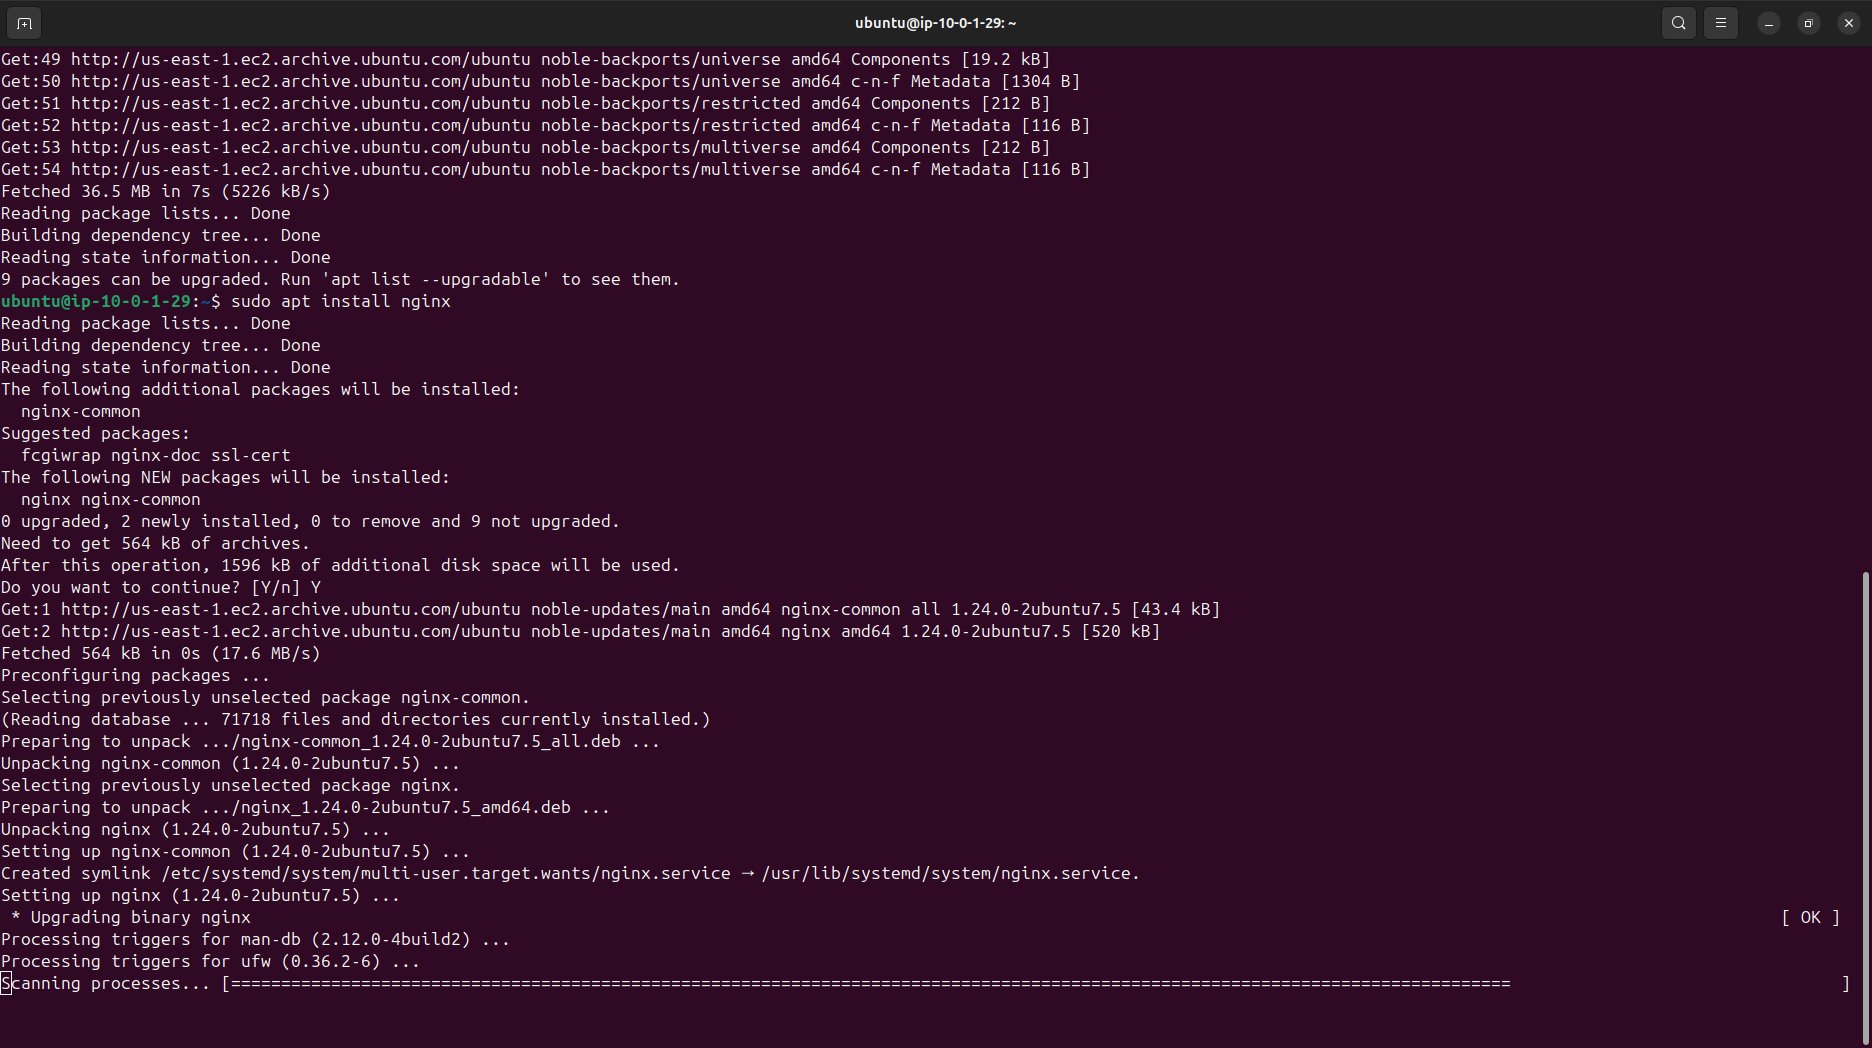 ubuntu@ip-10-0-1-29: ~
Get:49 http://us-east-1.ec2.archive.ubuntu.com/ubuntu noble-backports/universe amd64 Components [19.2 kB]
Get:50 http://us-east-1.ec2.archive.ubuntu.com/ubuntu noble-backports/universe amd64 c-n-f Metadata [1304 B]
Get:51 http://us-east-1.ec2.archive.ubuntu.com/ubuntu noble-backports/restricted amd64 Components [212 B]
Get:52 http://us-east-1.ec2.archive.ubuntu.com/ubuntu noble-backports/restricted amd64 c-n-f Metadata [116 B]
Get:53 http://us-east-1.ec2.archive.ubuntu.com/ubuntu noble-backports/multiverse amd64 Components [212 B]
Get:54 http://us-east-1.ec2.archive.ubuntu.com/ubuntu noble-backports/multiverse amd64 c-n-f Metadata [116 B]
Fetched 36.5 MB in 7s (5226 kB/s)
Reading package lists... Done
Building dependency tree... Done
Reading state information... Done
9 packages can be upgraded. Run 'apt list --upgradable' to see them.
ubuntu@ip-10-0-1-29:~$ sudo apt install nginx
Reading package lists... Done
Building dependency tree... Done
Reading state information... Done
The following additional packages will be installed:
  nginx-common
Suggested packages:
  fcgiwrap nginx-doc ssl-cert
The following NEW packages will be installed:
  nginx nginx-common
0 upgraded, 2 newly installed, 0 to remove and 9 not upgraded.
Need to get 564 kB of archives.
After this operation, 1596 kB of additional disk space will be used.
Do you want to continue? [Y/n] Y
Get:1 http://us-east-1.ec2.archive.ubuntu.com/ubuntu noble-updates/main amd64 nginx-common all 1.24.0-2ubuntu7.5 [43.4 kB]
Get:2 http://us-east-1.ec2.archive.ubuntu.com/ubuntu noble-updates/main amd64 nginx amd64 1.24.0-2ubuntu7.5 [520 kB]
Fetched 564 kB in 0s (17.6 MB/s)
Preconfiguring packages ...
Selecting previously unselected package nginx-common.
(Reading database ... 71718 files and directories currently installed.)
Preparing to unpack .../nginx-common_1.24.0-2ubuntu7.5_all.deb ...
Unpacking nginx-common (1.24.0-2ubuntu7.5) ...
Selecting previously unselected package nginx.
Preparing to unpack .../nginx_1.24.0-2ubuntu7.5_amd64.deb ...
Unpacking nginx (1.24.0-2ubuntu7.5) ...
Setting up nginx-common (1.24.0-2ubuntu7.5) ...
Created symlink /etc/systemd/system/multi-user.target.wants/nginx.service → /usr/lib/systemd/system/nginx.service.
Setting up nginx (1.24.0-2ubuntu7.5) ...
 * Upgrading binary nginx [ OK ]
Processing triggers for man-db (2.12.0-4build2) ...
Processing triggers for ufw (0.36.2-6) ...
Scanning processes... [================================================================================================================================ ]